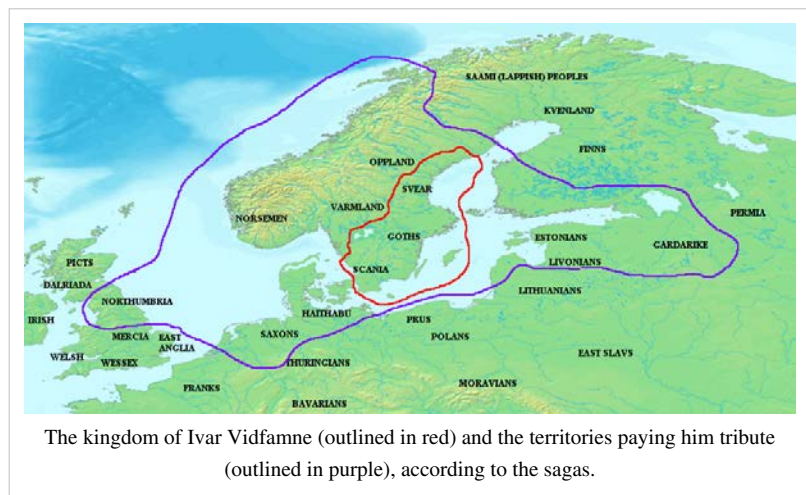 SAAMI (LAPPISH) PEOPLES
KVENLAND
OPPLAND
FINNS
SVEAR
VARMLAND
NORSEMEN
PERMIA
GOTHS
ESTONIANS
GARDARIKE
PICTS
LIVONIANS
SCANIA
DALRIADA
LITHUANIANS
NORTHUMBRIA
HAITHABU
IRISH
PRUS
MERCIA
EAST
ANGLIA
SAXONS
POLANS
EAST SLAVS
WELSH
WESSEX
THURINGIANS
FRANKS
MORAVIANS
BAVARIANS
The kingdom of Ivar Vidfamne (outlined in red) and the territories paying him tribute
(outlined in purple), according to the sagas.